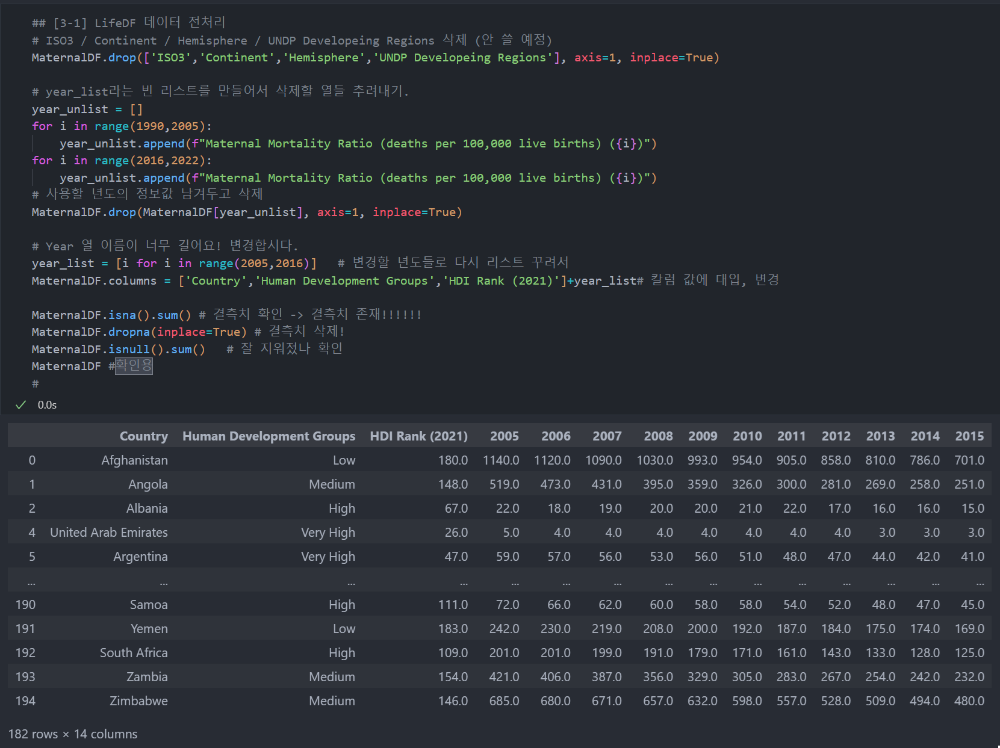 ## [3-1] LifeDF 데이터 전처리
# ISO3 / Continent / Hemisphere / UNDP Developeing Regions 삭제 (안 쓸 예정)
MaternalDF.drop(['ISO3','Continent','Hemisphere','UNDP Developeing Regions'], axis=1, inplace=True)
# year_list라는 빈 리스트를 만들어서 삭제할 열들 추려내기.
year_unlist = []
for i in range(1990,2005):
    year_unlist.append(f"Maternal Mortality Ratio (deaths per 100,000 live births) ({i})")
for i in range(2016,2022):
    year_unlist.append(f"Maternal Mortality Ratio (deaths per 100,000 live births) ({i})")
# 사용할 년도의 정보값 남겨두고 삭제
MaternalDF.drop(MaternalDF[year_unlist], axis=1, inplace=True)
# Year 열 이름이 너무 길어요! 변경합시다.
year_list = [i for i in range(2005,2016)]   # 변경할 년도들로 다시 리스트 꾸려서
MaternalDF.columns = ['Country','Human Development Groups','HDI Rank (2021)']+year_list# 칼럼 값에 대입, 변경
MaternalDF.isna().sum() # 결측치 확인 -> 결측치 존재!!!!!!
MaternalDF.dropna(inplace=True) # 결측치 삭제!
MaternalDF.isnull().sum()   # 잘 지워졌나 확인
MaternalDF #확인용
#
✓ 0.0s
Country Human Development Groups HDI Rank (2021) 2005 2006 2007 2008 2009 2010 2011 2012 2013 2014 2015
0 Afghanistan Low 180.0 1140.0 1120.0 1090.0 1030.0 993.0 954.0 905.0 858.0 810.0 786.0 701.0
1 Angola Medium 148.0 519.0 473.0 431.0 395.0 359.0 326.0 300.0 281.0 269.0 258.0 251.0
2 Albania High 67.0 22.0 18.0 19.0 20.0 20.0 21.0 22.0 17.0 16.0 16.0 15.0
4 United Arab Emirates Very High 26.0 5.0 4.0 4.0 4.0 4.0 4.0 4.0 4.0 3.0 3.0 3.0
5 Argentina Very High 47.0 59.0 57.0 56.0 53.0 56.0 51.0 48.0 47.0 44.0 42.0 41.0
... ... ... ... ... ... ... ... ... ... ... ... ... ... ...
190 Samoa High 111.0 72.0 66.0 62.0 60.0 58.0 58.0 54.0 52.0 48.0 47.0 45.0
191 Yemen Low 183.0 242.0 230.0 219.0 208.0 200.0 192.0 187.0 184.0 175.0 174.0 169.0
192 South Africa High 109.0 201.0 201.0 199.0 191.0 179.0 171.0 161.0 143.0 133.0 128.0 125.0
193 Zambia Medium 154.0 421.0 406.0 387.0 356.0 329.0 305.0 283.0 267.0 254.0 242.0 232.0
194 Zimbabwe Medium 146.0 685.0 680.0 671.0 657.0 632.0 598.0 557.0 528.0 509.0 494.0 480.0
182 rows × 14 columns